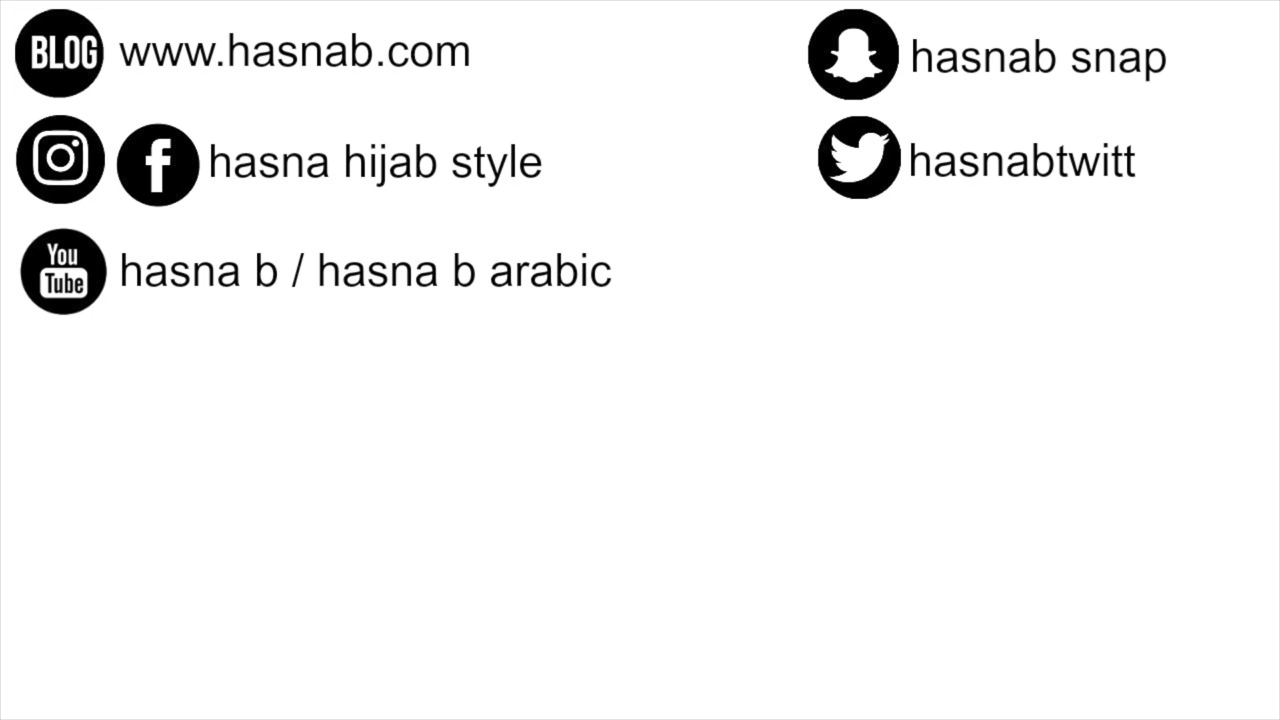 BLOG www.hasnab.com
hasna hijab style
You
Tube hasna b / hasna b arabic
hasnab snap
hasnabtwitt